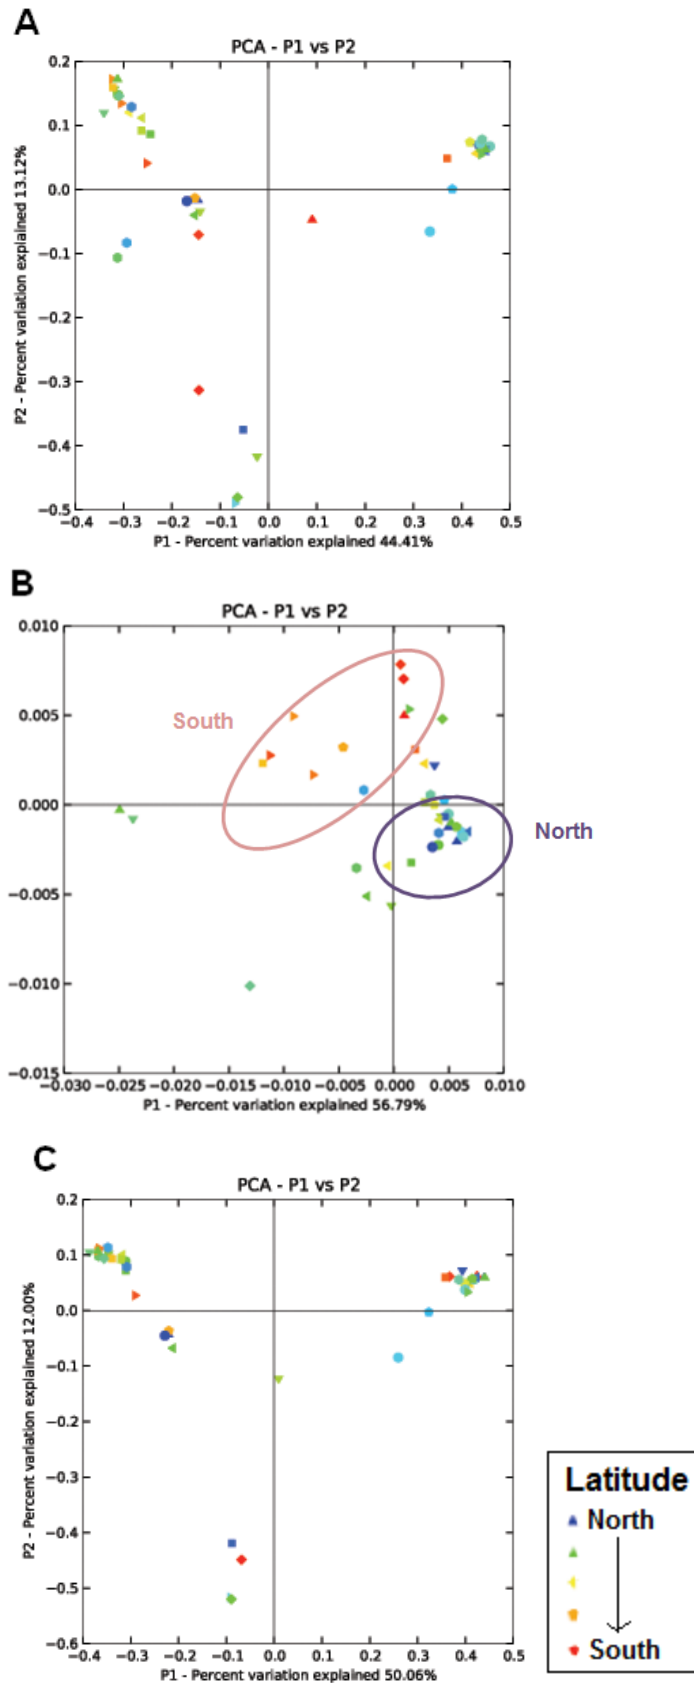 A
PCA - P1 vs P2
0.2
0.1
0.0
−0.1
−0.2
−0.3
−0.4
−0.5
P2 - Percent variation explained 13.12%
−0.4 −0.3 −0.2 −0.1 0.0 0.1 0.2 0.3 0.4 0.5
P1 - Percent variation explained 44.41%
B
PCA - P1 vs P2
0.010
0.005
0.000
−0.005
−0.010
−0.015
South
North
−0.030 −0.025 −0.020 −0.015 −0.010 −0.005 0.000 0.005 0.010
P1 - Percent variation explained 56.79%
C
PCA - P1 vs P2
0.2
0.1
0.0
−0.1
−0.2
−0.3
−0.4
−0.5
−0.6
P2 - Percent variation explained 12.00%
−0.4 −0.3 −0.2 −0.1 0.0 0.1 0.2 0.3 0.4 0.5
P1 - Percent variation explained 50.06%
Latitude
North
South